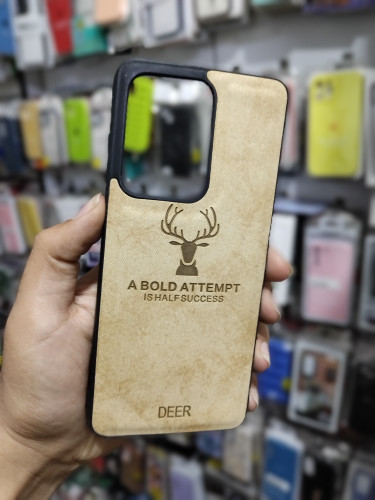 A BOLD ATTEMPT
IS HALF SUCCESS
DEER